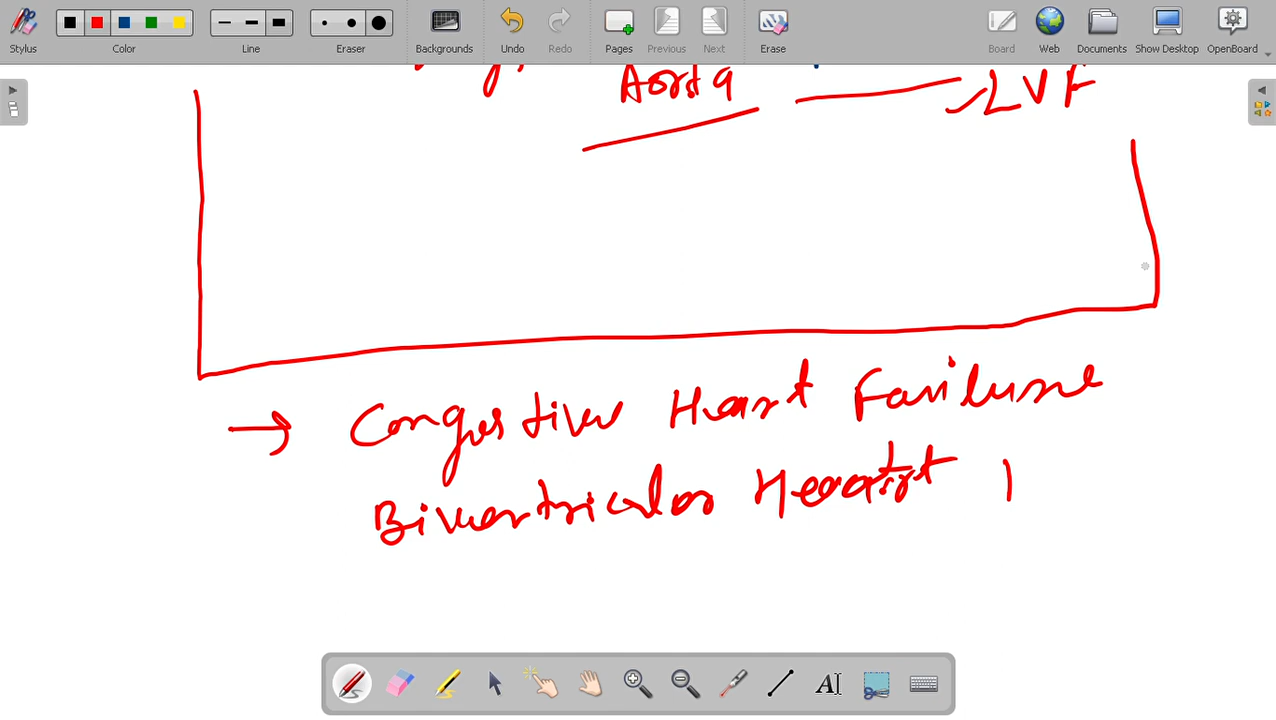 Stylus Color Line Eraser Backgrounds Undo Redo Pages Previous Next Erase Board Web Documents Show Desktop OpenBoard
Aorta LVF
→ Congestive Heart Failure
Biventricular Heart